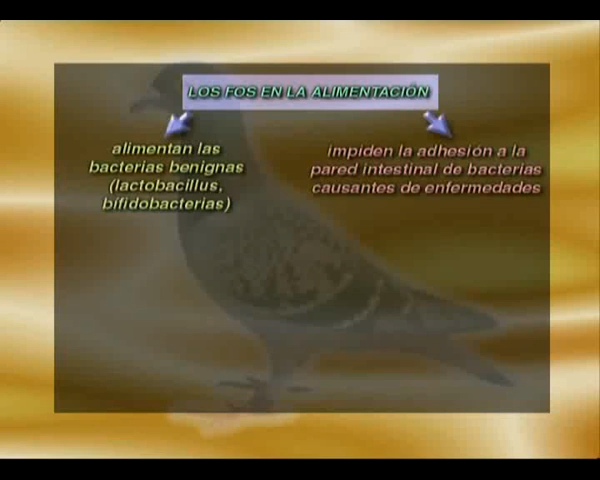 LOS FOS EN LA ALIMENTACIÓN
alimentan las
bacterias benignas
(lactobacillus,
bifidobacterias)
impiden la adhesión a la
pared intestinal de bacterias
causantes de enfermedades